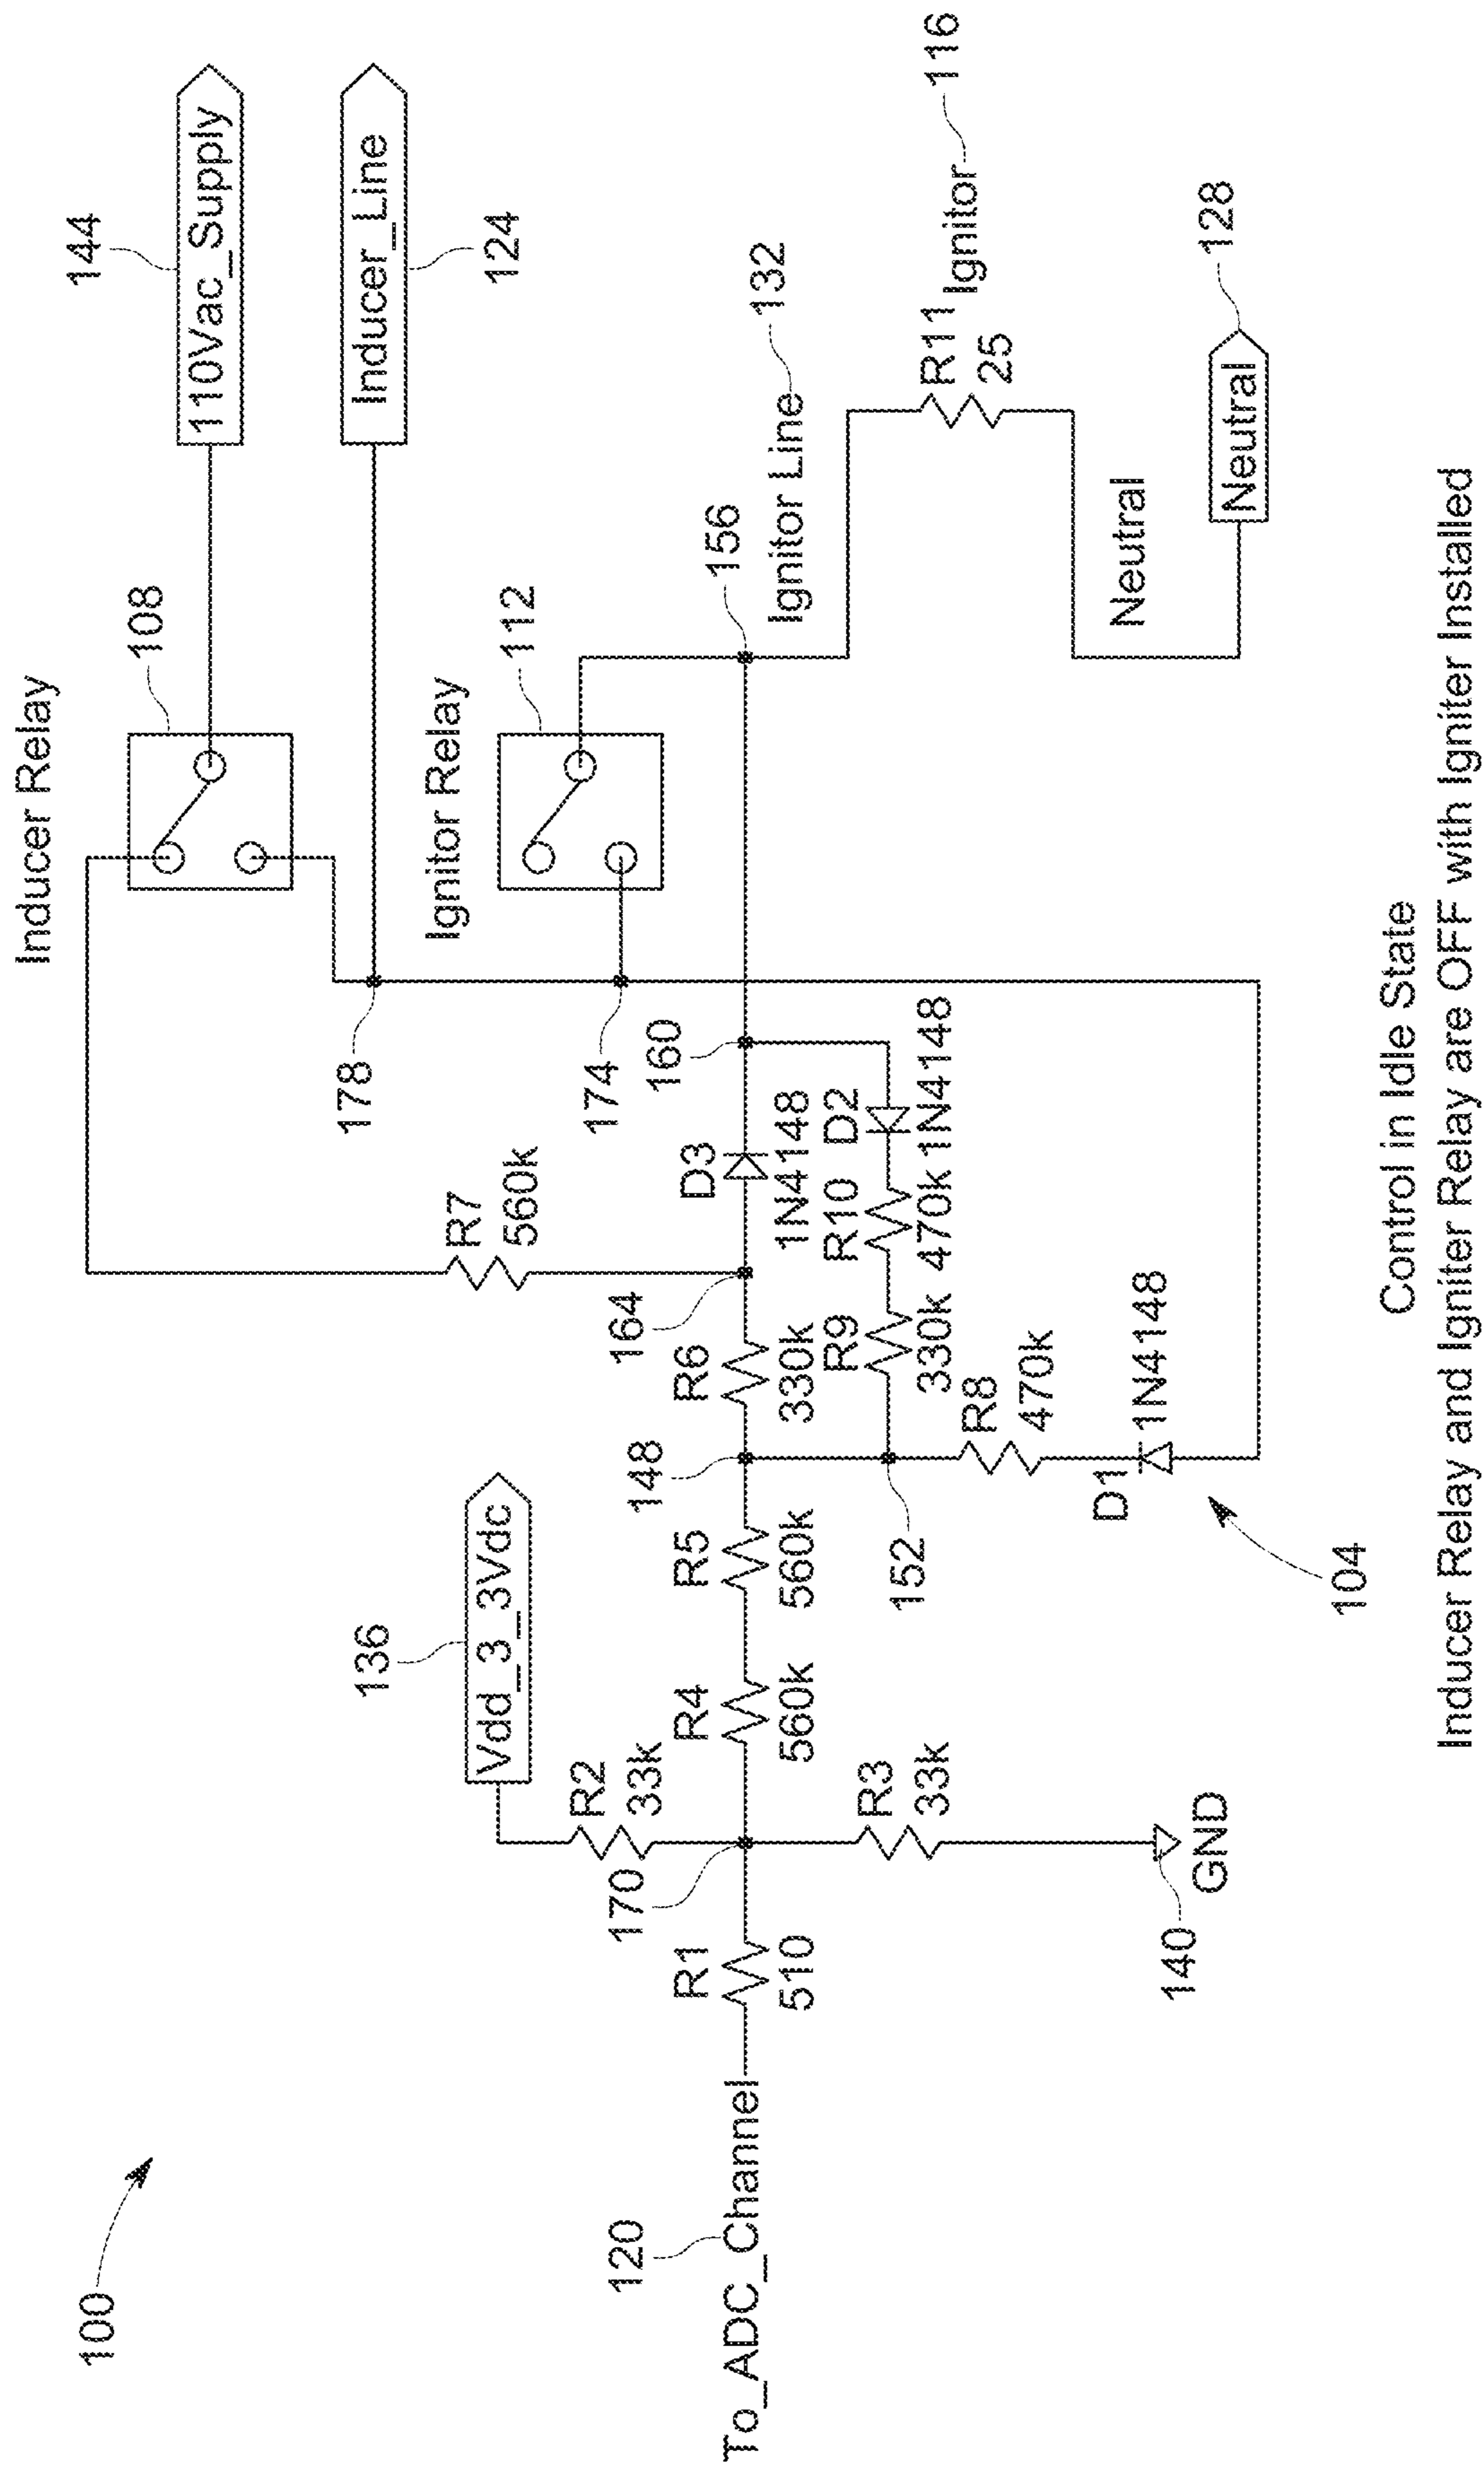 100
Inducer Relay
108
144
110Vac_Supply
Inducer_Line
124
178
Ignitor Relay
112
174
136
Vdd_3_3Vdc
R7
560k
156
Ignitor Line
132
R11
25
Ignitor
116
Neutral
Neutral
128
120
To_ADC_Channel
R1
510
170
R2
33k
R3
33k
140
GND
R4
560k
R5
560k
148
R6
330k
164
D3
1N4148
160
152
R9
330k
R10
470k
D2
1N4148
R8
470k
D1
1N4148
104
Control in Idle State
Inducer Relay and Igniter Relay are OFF with Igniter Installed